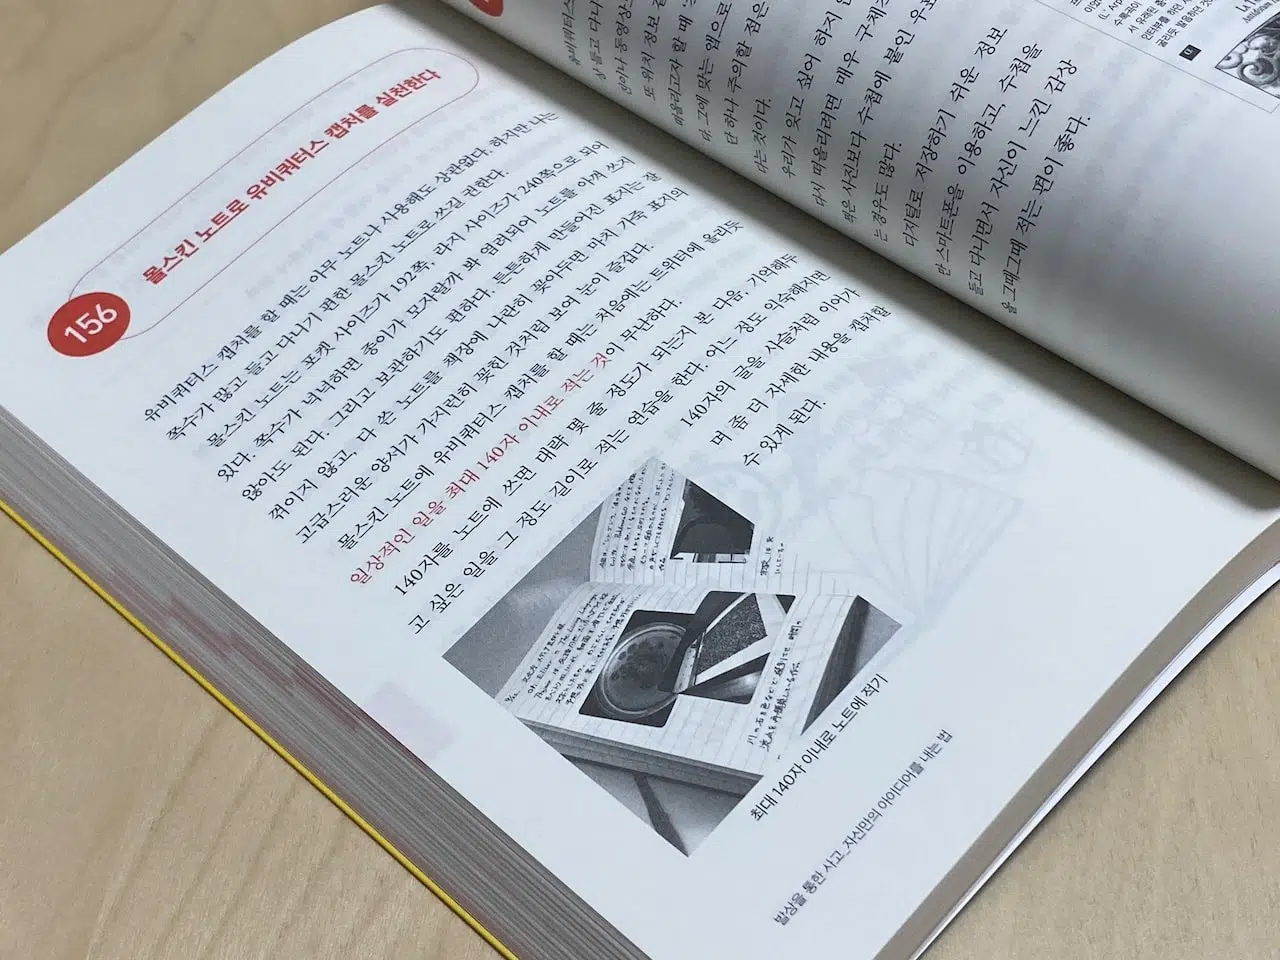 156
몰스킨 노트로 유비쿼터스 캡처를 실천한다
유비쿼터스 캡처를 할 때는 아무 노트나 사용해도 상관없다. 하지만 나는
쪽수가 많고 들고 다니기 편한 몰스킨 노트로 쓰길 권한다.
몰스킨 노트는 포켓 사이즈가 192쪽, 라지 사이즈가 240쪽으로 되어
있다. 쪽수가 넉넉하면 종이가 모자랄까 봐 염려되어 노트를 아껴 쓰지
않아도 된다. 그리고 보관하기도 편하다. 튼튼하게 만들어진 표지는 잘
꺾이지 않고, 다 쓴 노트를 책장에 나란히 꽂아두면 마치 가죽 표지의
고급스러운 양서가 가지런히 꽂힌 것처럼 보여 눈이 즐겁다.
몰스킨 노트에 유비쿼터스 캡처를 할 때는 처음에는 트위터에 올리듯
일상적인 일을 최대 140자 이내로 적는 것이 무난하다.
140자를 노트에 쓰면 대략 몇 줄 정도가 되는지 본 다음, 기억해두
고 싶은 일을 그 정도 길이로 적는 연습을 한다. 어느 정도 익숙해지면
140자의 글을 사슬처럼 이어가
며 좀 더 자세한 내용을 캡처할
수 있게 된다.
최대 140자 이내로 노트에 적기
발상을 통한 사고_자신만의 아이디어를 내는 법
유비쿼터스
상 들고 다니
진이나 동영상
또 위치 정보
떠올리고자 할 때
다. 그에 맞는 앱으로
단 하나 주의할 점은
다는 것이다.
우리가 잊고 싶어 하지 않
다시 떠올리려면 매우 구체적
찍은 사진보다 수첩에 붙인 우표
는 경우도 많다.
디지털로 저장하기 쉬운 정보
만 스마트폰을 이용하고, 수첩을
들고 다니면서 자신이 느낀 감상
을 그때그때 적는 편이 좋다.